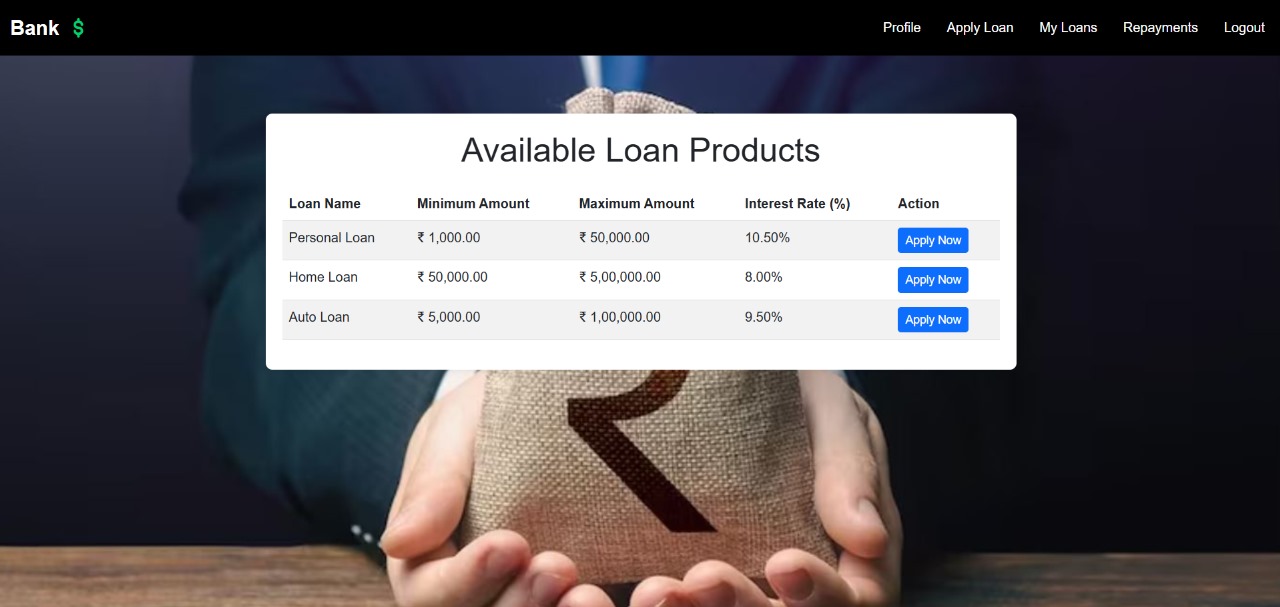 Bank $
Profile Apply Loan My Loans Repayments Logout
Available Loan Products
Loan Name Minimum Amount Maximum Amount Interest Rate (%) Action
Personal Loan ₹ 1,000.00 ₹ 50,000.00 10.50% Apply Now
Home Loan ₹ 50,000.00 ₹ 5,00,000.00 8.00% Apply Now
Auto Loan ₹ 5,000.00 ₹ 1,00,000.00 9.50% Apply Now